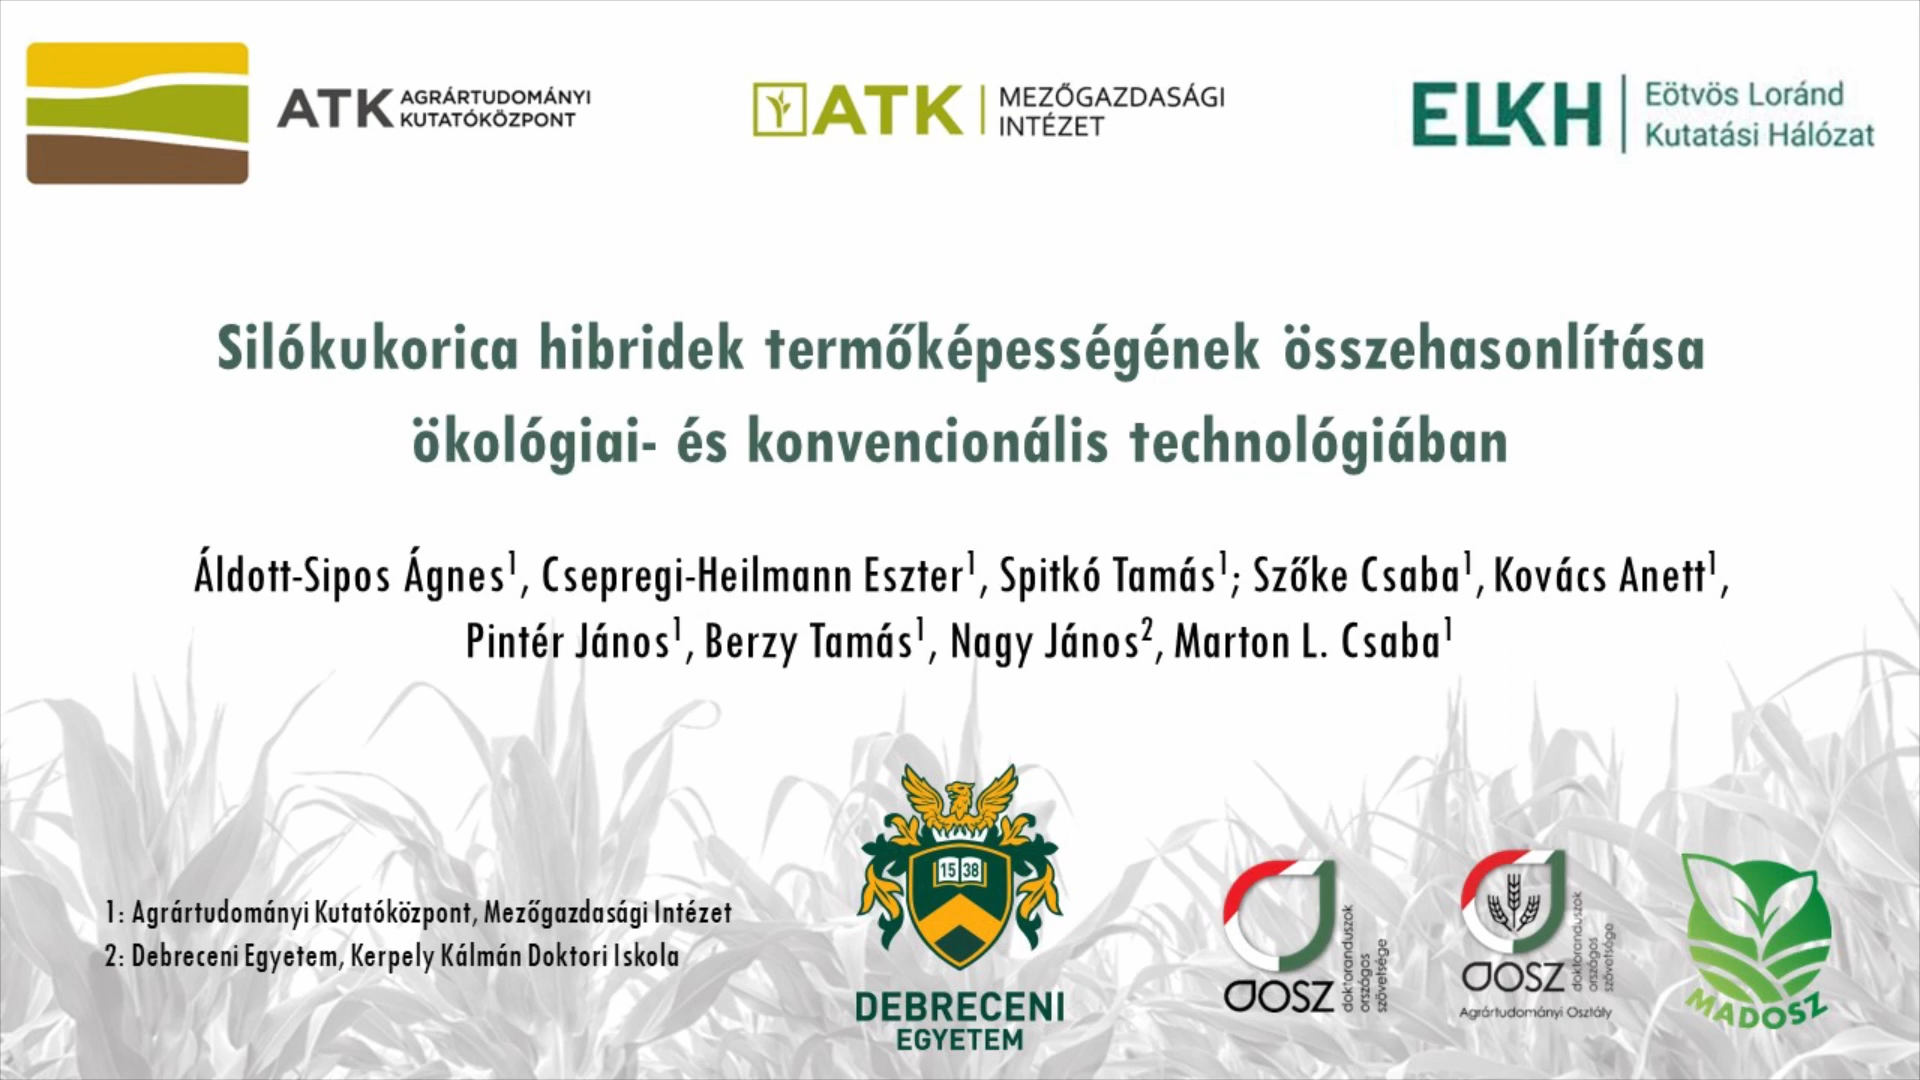 ATK AGRÁRTUDOMÁNYI
KUTATÓKÖZPONT
ATK MEZŐGAZDASÁGI
INTÉZET
ELKH Eötvös Loránd
Kutatási Hálózat
Silókukorica hibridek termőképességének összehasonlítása
ökológiai- és konvencionális technológiában
Áldott-Sipos Ágnes¹, Csepregi-Heilmann Eszter¹, Spitkó Tamás¹; Szőke Csaba¹, Kovács Anett¹,
Pintér János¹, Berzy Tamás¹, Nagy János², Marton L. Csaba¹
1: Agrártudományi Kutatóközpont, Mezőgazdasági Intézet
2: Debreceni Egyetem, Kerpely Kálmán Doktori Iskola
15 38
DEBRECENI
EGYETEM
DOSZ
doktoranduszok
országos
szövetsége
DOSZ
doktoranduszok
országos
szövetsége
Agrártudományi Osztály
MADOSZ